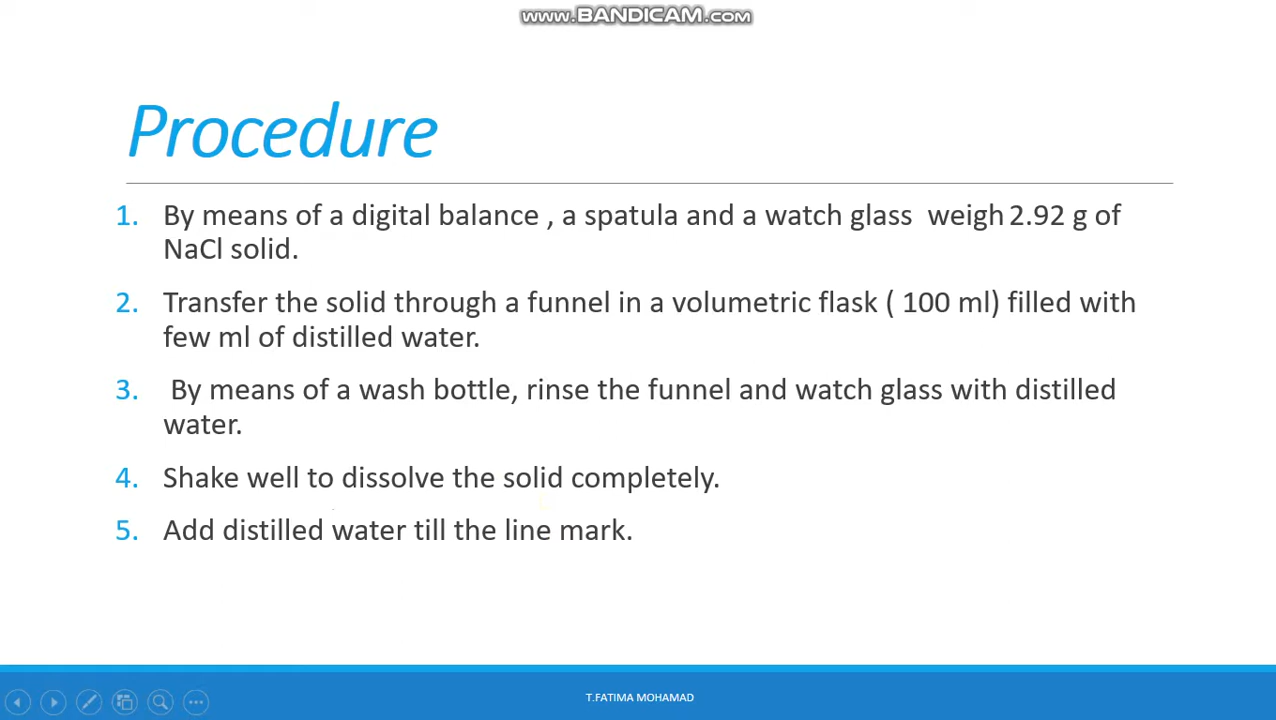 www.BANDICAM.com
Procedure
1. By means of a digital balance , a spatula and a watch glass weigh 2.92 g of
NaCl solid.
2. Transfer the solid through a funnel in a volumetric flask ( 100 ml) filled with
few ml of distilled water.
3. By means of a wash bottle, rinse the funnel and watch glass with distilled
water.
4. Shake well to dissolve the solid completely.
5. Add distilled water till the line mark.
T.FATIMA MOHAMAD